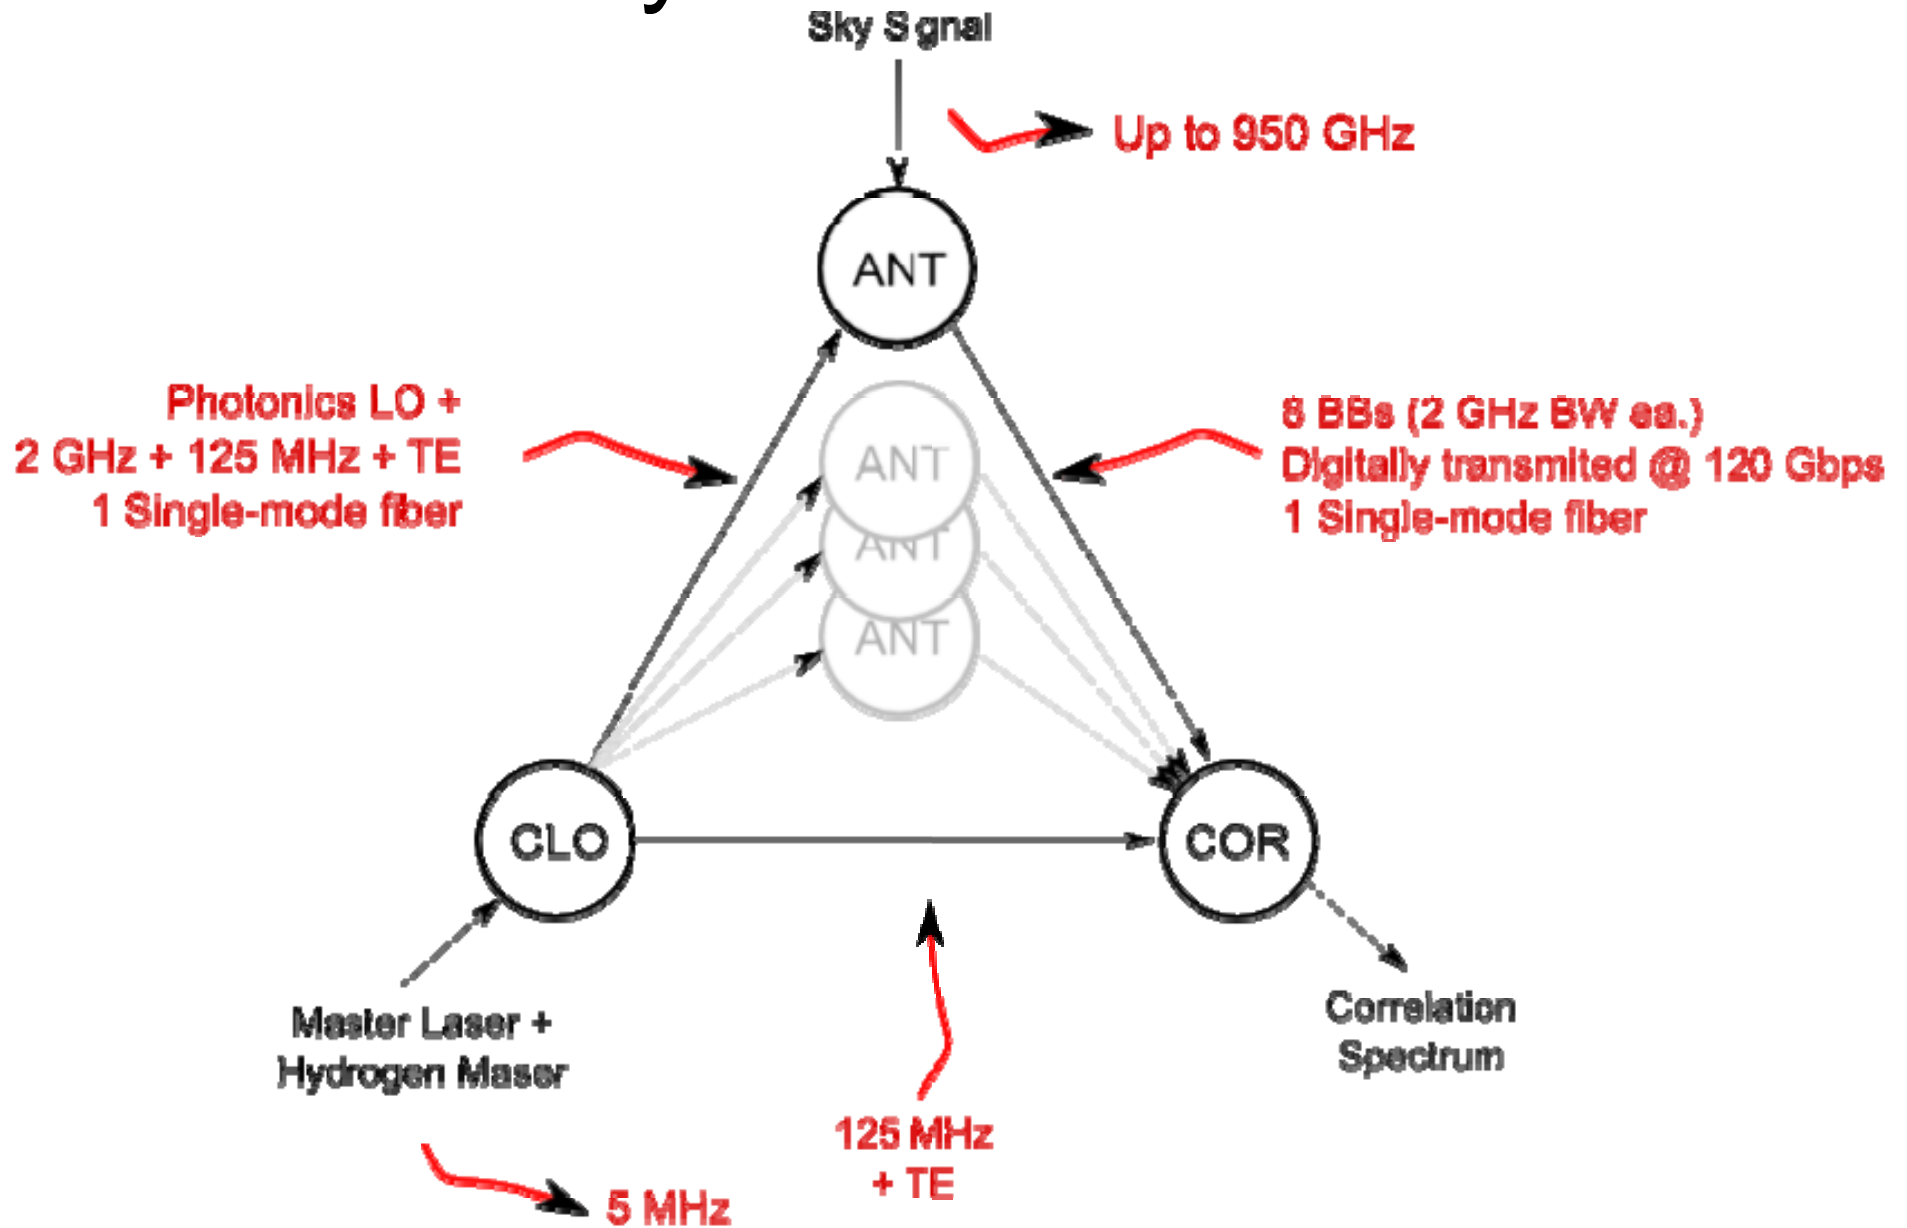 Sky Signal
Up to 950 GHz
ANT
Photonics LO +
2 GHz + 125 MHz + TE
1 Single-mode fiber
8 BBs (2 GHz BW ea.)
Digitally transmited @ 120 Gbps
1 Single-mode fiber
ANT
ANT
ANT
CLO
COR
Master Laser +
Hydrogen Maser
Correlation
Spectrum
125 MHz
+ TE
5 MHz